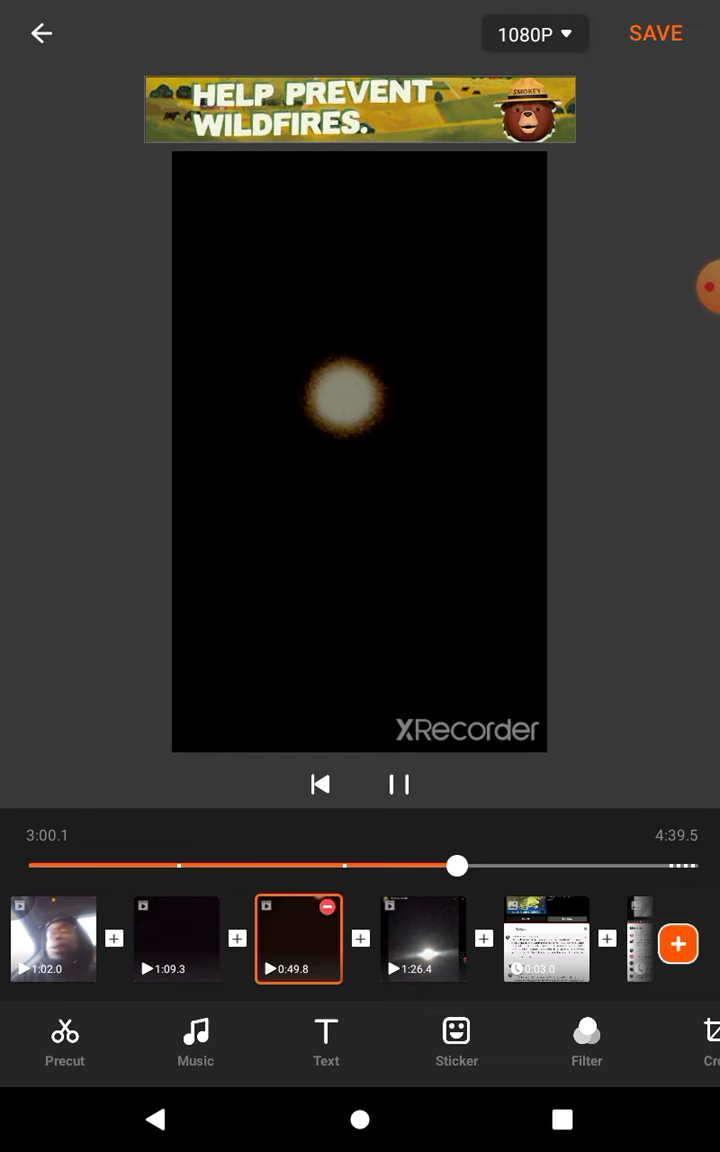 1080P
SAVE
HELP PREVENT
WILDFIRES.
SMOKEY
XRecorder
3:00.1
4:39.5
1:02.0
1:09.3
0:49.8
1:26.4
0:03.0
Precut
Music
Text
Sticker
Filter
Cr